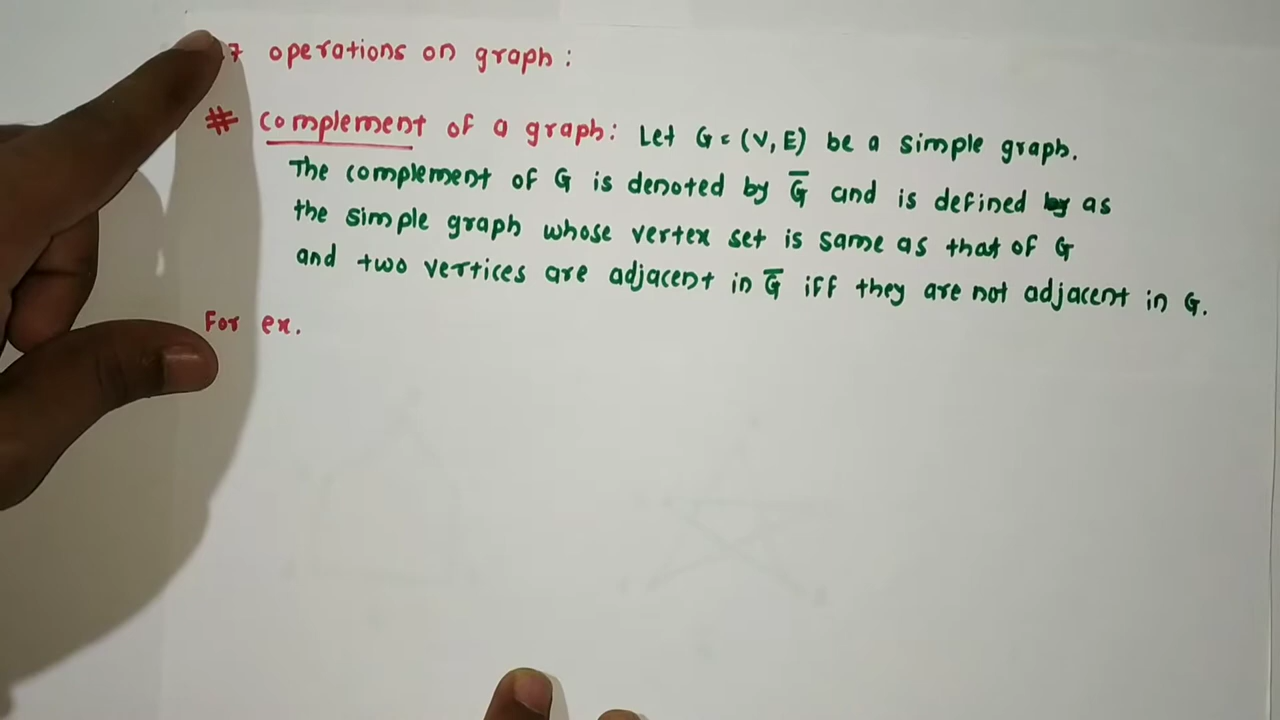 7 operations on graph:
# complement of a graph: Let G = (V, E) be a simple graph.
The complement of G is denoted by G̅ and is defined by as
the simple graph whose vertex set is same as that of G
and two vertices are adjacent in G̅ iff they are not adjacent in G.
For ex.